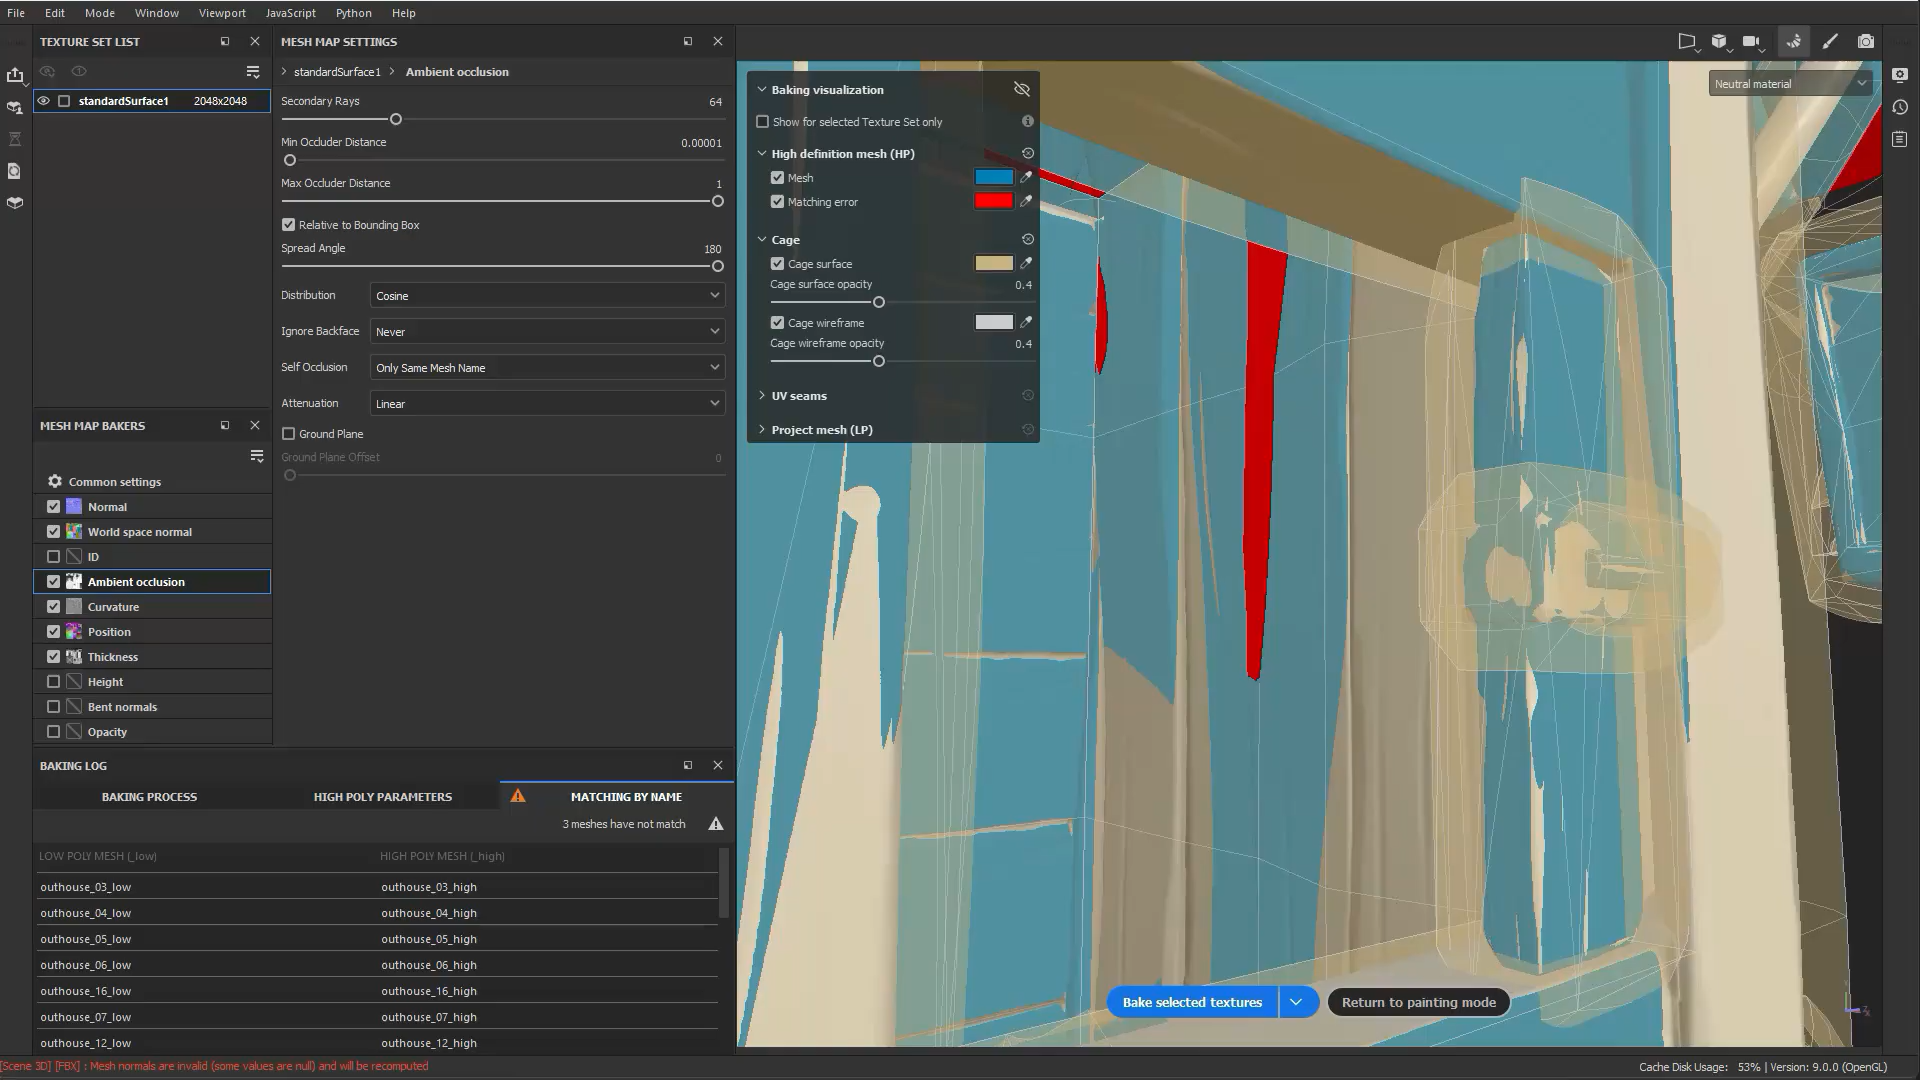 File Edit Mode Window Viewport JavaScript Python Help
TEXTURE SET LIST
standardSurface1 2048x2048
MESH MAP SETTINGS
standardSurface1 > Ambient occlusion
Secondary Rays 64
Min Occluder Distance 0.00001
Max Occluder Distance 1
Relative to Bounding Box
Spread Angle 180
Distribution Cosine
Ignore Backface Never
Self Occlusion Only Same Mesh Name
Attenuation Linear
Ground Plane
Ground Plane Offset 0
MESH MAP BAKERS
Common settings
Normal
World space normal
ID
Ambient occlusion
Curvature
Position
Thickness
Height
Bent normals
Opacity
BAKING LOG
BAKING PROCESS HIGH POLY PARAMETERS MATCHING BY NAME
3 meshes have not match
LOW POLY MESH (_low) HIGH POLY MESH (_high)
outhouse_03_low outhouse_03_high
outhouse_04_low outhouse_04_high
outhouse_05_low outhouse_05_high
outhouse_06_low outhouse_06_high
outhouse_16_low outhouse_16_high
outhouse_07_low outhouse_07_high
outhouse_12_low outhouse_12_high
Baking visualization
Show for selected Texture Set only
High definition mesh (HP)
Mesh
Matching error
Cage
Cage surface
Cage surface opacity 0.4
Cage wireframe
Cage wireframe opacity 0.4
UV seams
Project mesh (LP)
Neutral material
Bake selected textures
Return to painting mode
[Scene 3D] [FBX] : Mesh normals are invalid (some values are null) and will be recomputed
Cache Disk Usage: 53% | Version: 9.0.0 (OpenGL)